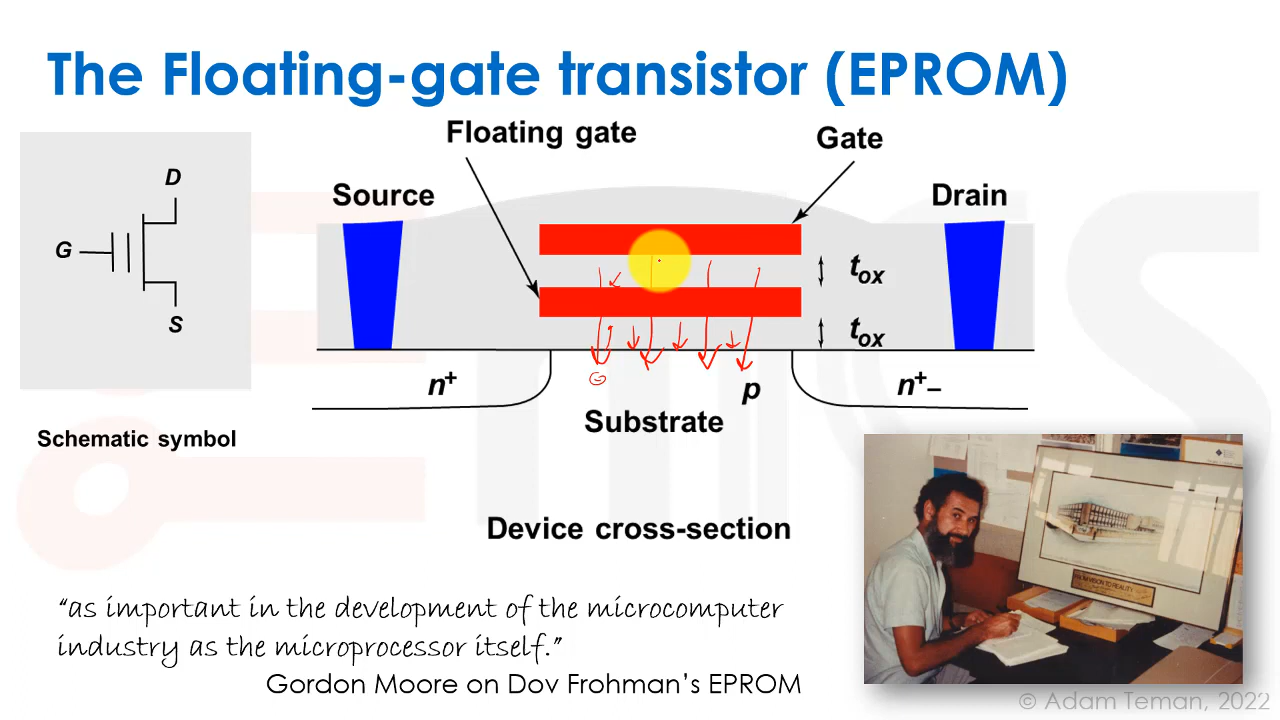 The Floating-gate transistor (EPROM)
Floating gate
Gate
Source
Drain
D
G
S
tox
tox
n+
p
n+–
Substrate
Schematic symbol
Device cross-section
“as important in the development of the microcomputer
industry as the microprocessor itself.”
Gordon Moore on Dov Frohman’s EPROM
© Adam Teman, 2022